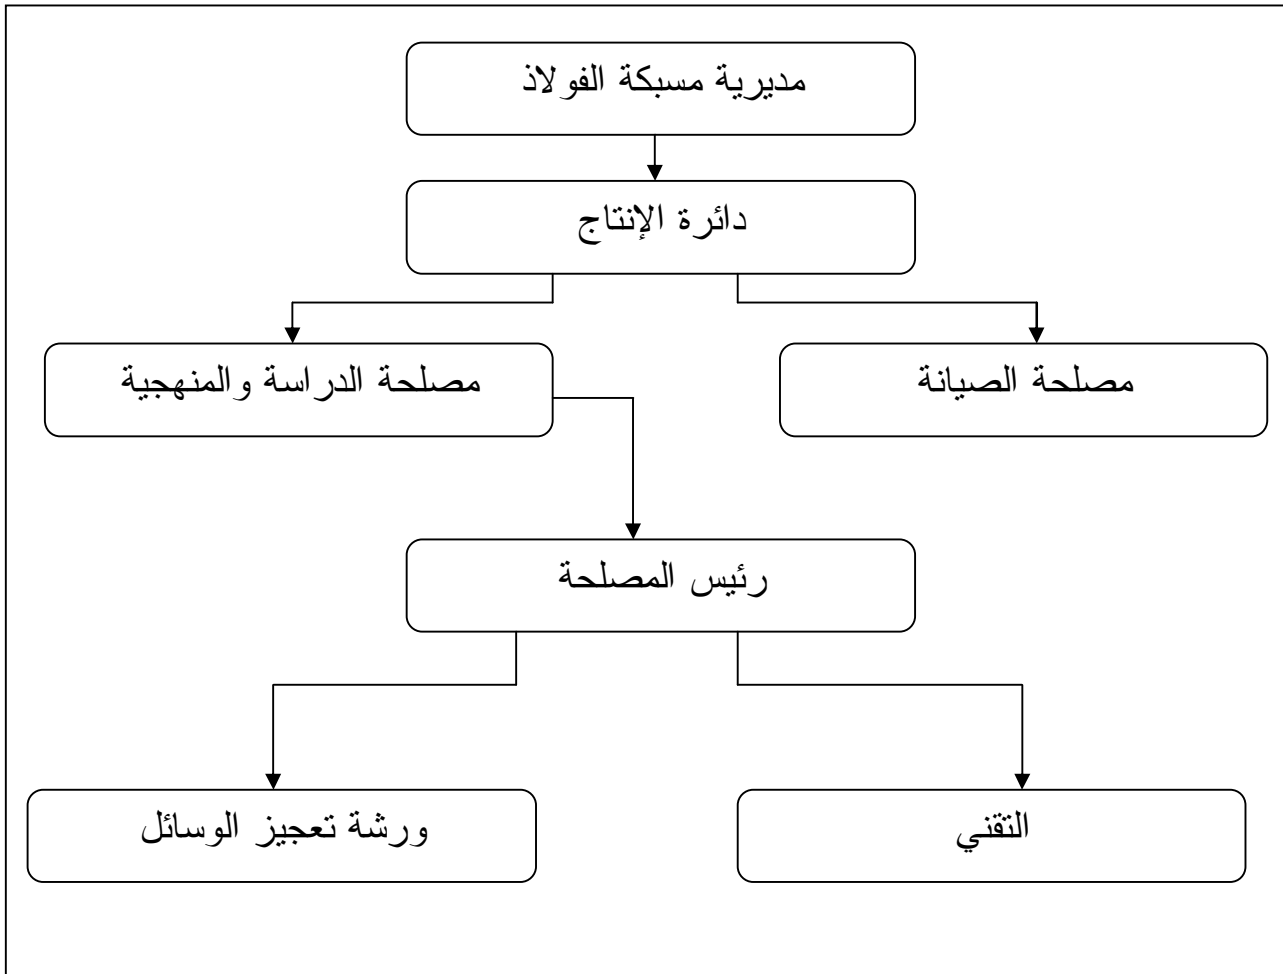 مديرية مسبكة الفولاذ
دائرة الإنتاج
مصلحة الصيانة
مصلحة الدراسة والمنهجية
رئيس المصلحة
التقني
ورشة تعجيز الوسائل